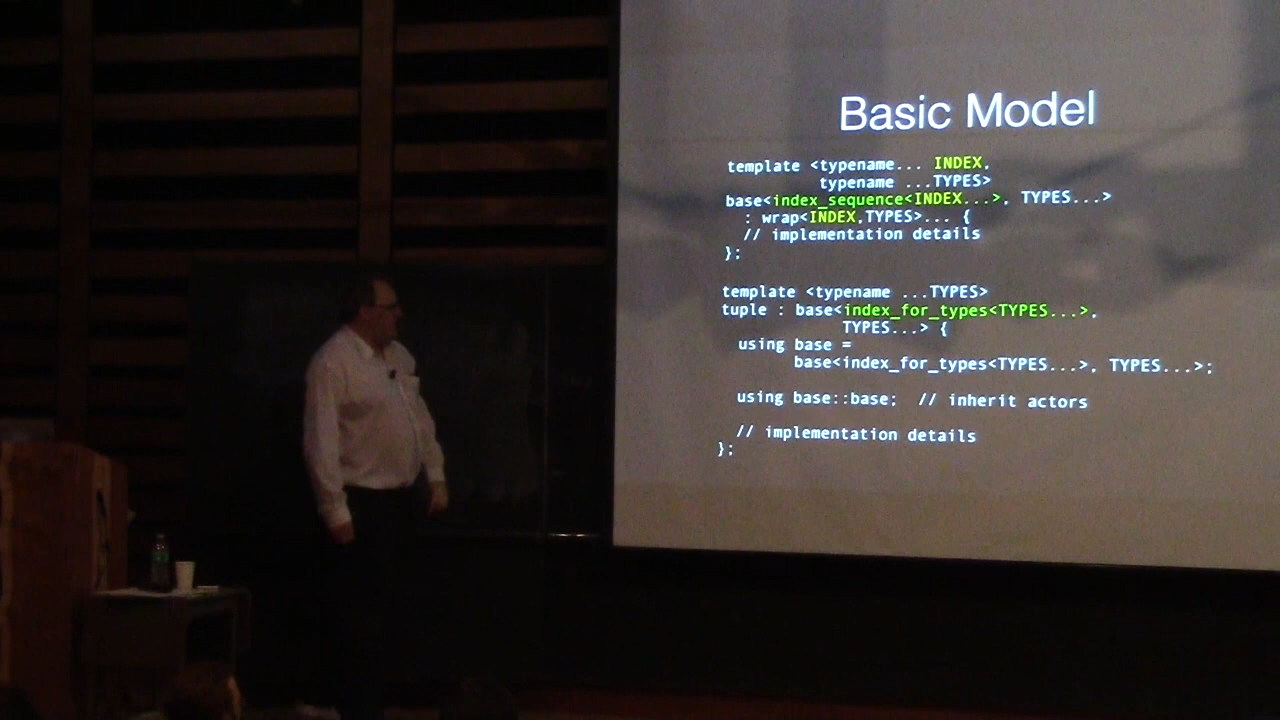 Basic Model
template <typename... INDEX,
typename ...TYPES>
base<index_sequence<INDEX...>, TYPES...>
: wrap<INDEX,TYPES>... {
// implementation details
};
template <typename ...TYPES>
tuple : base<index_for_types<TYPES...>,
TYPES...> {
using base =
base<index_for_types<TYPES...>, TYPES...>;
using base::base; // inherit actors
// implementation details
};